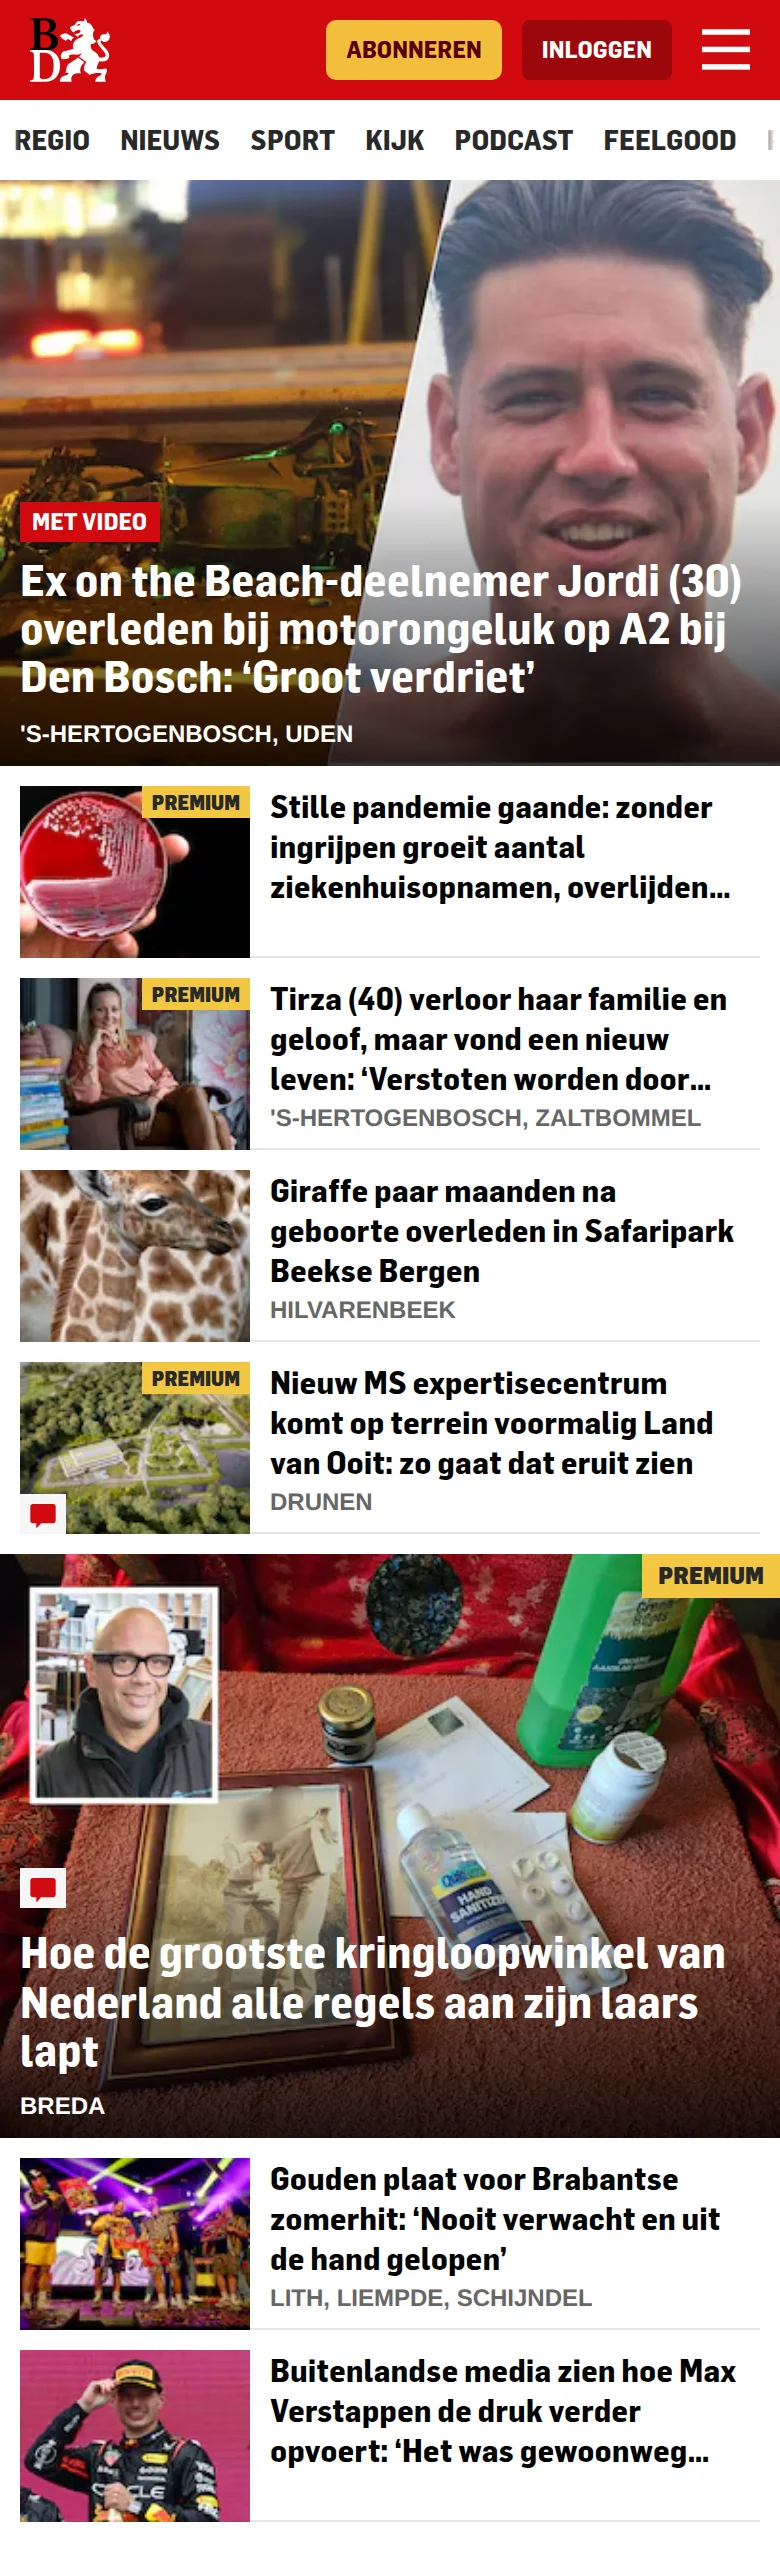 B
D
ABONNEREN
INLOGGEN
REGIO NIEUWS SPORT KIJK PODCAST FEELGOOD
MET VIDEO
Ex on the Beach-deelnemer Jordi (30)
overleden bij motorongeluk op A2 bij
Den Bosch: ‘Groot verdriet’
'S-HERTOGENBOSCH, UDEN
PREMIUM
Stille pandemie gaande: zonder
ingrijpen groeit aantal
ziekenhuisopnamen, overlijden...
PREMIUM
Tirza (40) verloor haar familie en
geloof, maar vond een nieuw
leven: ‘Verstoten worden door...
'S-HERTOGENBOSCH, ZALTBOMMEL
Giraffe paar maanden na
geboorte overleden in Safaripark
Beekse Bergen
HILVARENBEEK
PREMIUM
Nieuw MS expertisecentrum
komt op terrein voormalig Land
van Ooit: zo gaat dat eruit zien
DRUNEN
PREMIUM
HAND
SANITIZER
Hoe de grootste kringloopwinkel van
Nederland alle regels aan zijn laars
lapt
BREDA
Gouden plaat voor Brabantse
zomerhit: ‘Nooit verwacht en uit
de hand gelopen’
LITH, LIEMPDE, SCHIJNDEL
Buitenlandse media zien hoe Max
Verstappen de druk verder
opvoert: ‘Het was gewoonweg...